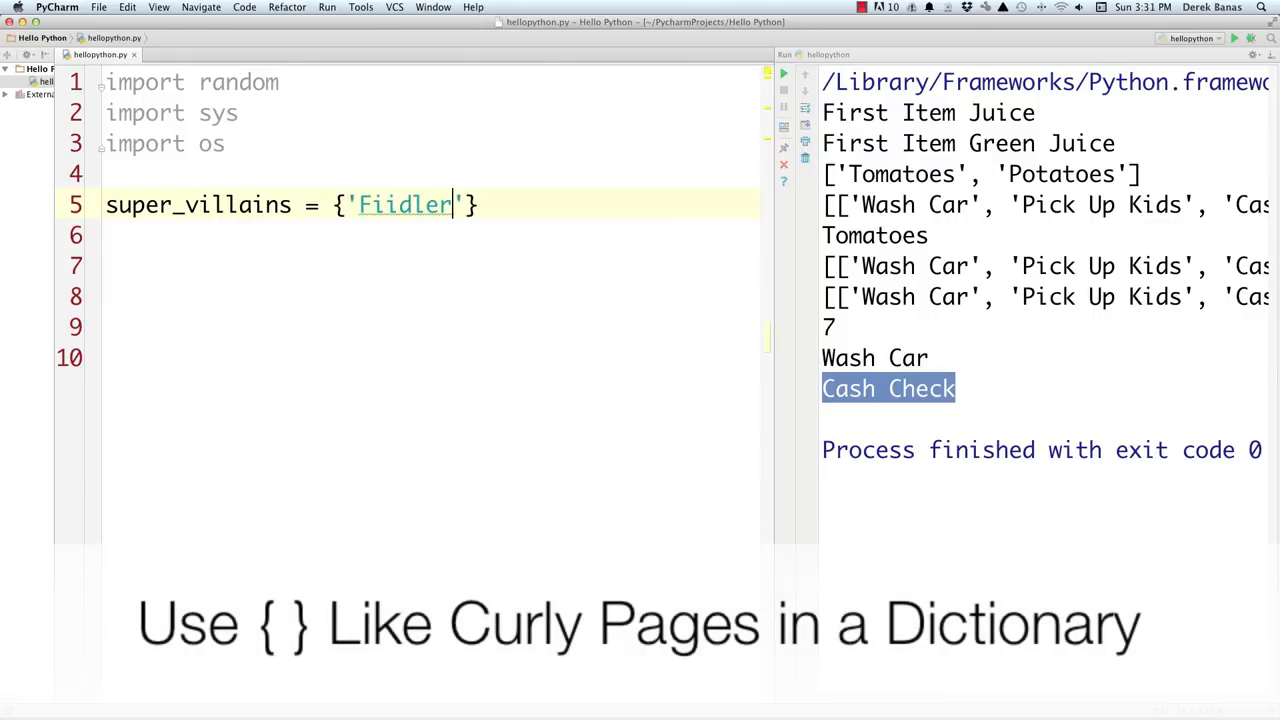 PyCharm File Edit View Navigate Code Refactor Run Tools VCS Window Help 10 Sun 3:31 PM Derek Banas
hellopython.py – Hello Python – [~/PycharmProjects/Hello Python]
Hello Python hellopython.py hellopython
hellopython.py Run hellopython
Hello P
hell
Extern
1 import random
2 import sys
3 import os
4
5 super_villains = {'Fiidler'}
6
7
8
9
10
/Library/Frameworks/Python.framewo
First Item Juice
First Item Green Juice
['Tomatoes', 'Potatoes']
[['Wash Car', 'Pick Up Kids', 'Cas
Tomatoes
[['Wash Car', 'Pick Up Kids', 'Cas
[['Wash Car', 'Pick Up Kids', 'Cas
7
Wash Car
Cash Check
Process finished with exit code 0
Use { } Like Curly Pages in a Dictionary